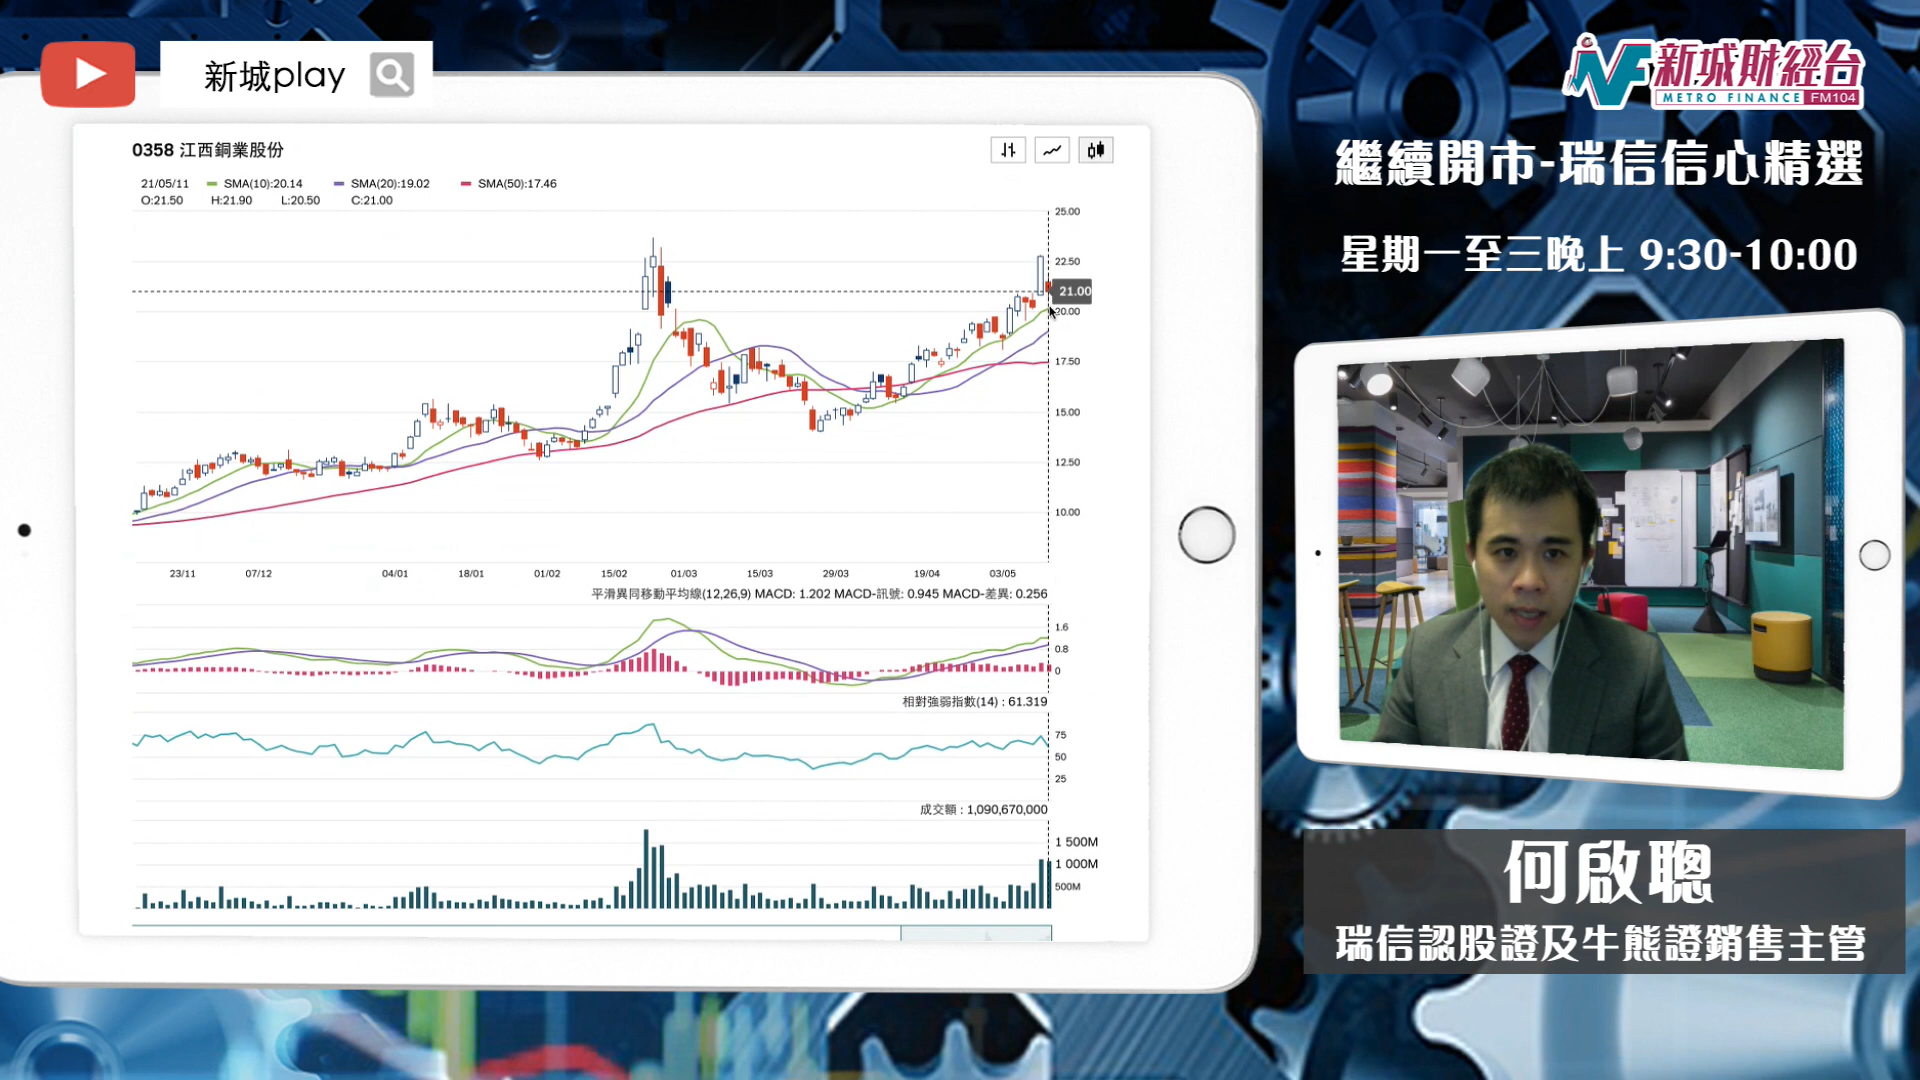 新城play
新城財經台
METRO FINANCE FM104
繼續開市-瑞信信心精選
星期一至三晚上 9:30-10:00
0358 江西銅業股份
21/05/11 SMA(10):20.14 SMA(20):19.02 SMA(50):17.46
O:21.50 H:21.90 L:20.50 C:21.00
25.00
22.50
21.00
20.00
17.50
15.00
12.50
10.00
23/11 07/12 04/01 18/01 01/02 15/02 01/03 15/03 29/03 19/04 03/05
平滑異同移動平均線(12,26,9) MACD: 1.202 MACD-訊號: 0.945 MACD-差異: 0.256
1.6
0.8
0
相對強弱指數(14) : 61.319
75
50
25
成交額 : 1,090,670,000
1 500M
1 000M
500M
何啟聰
瑞信認股證及牛熊證銷售主管